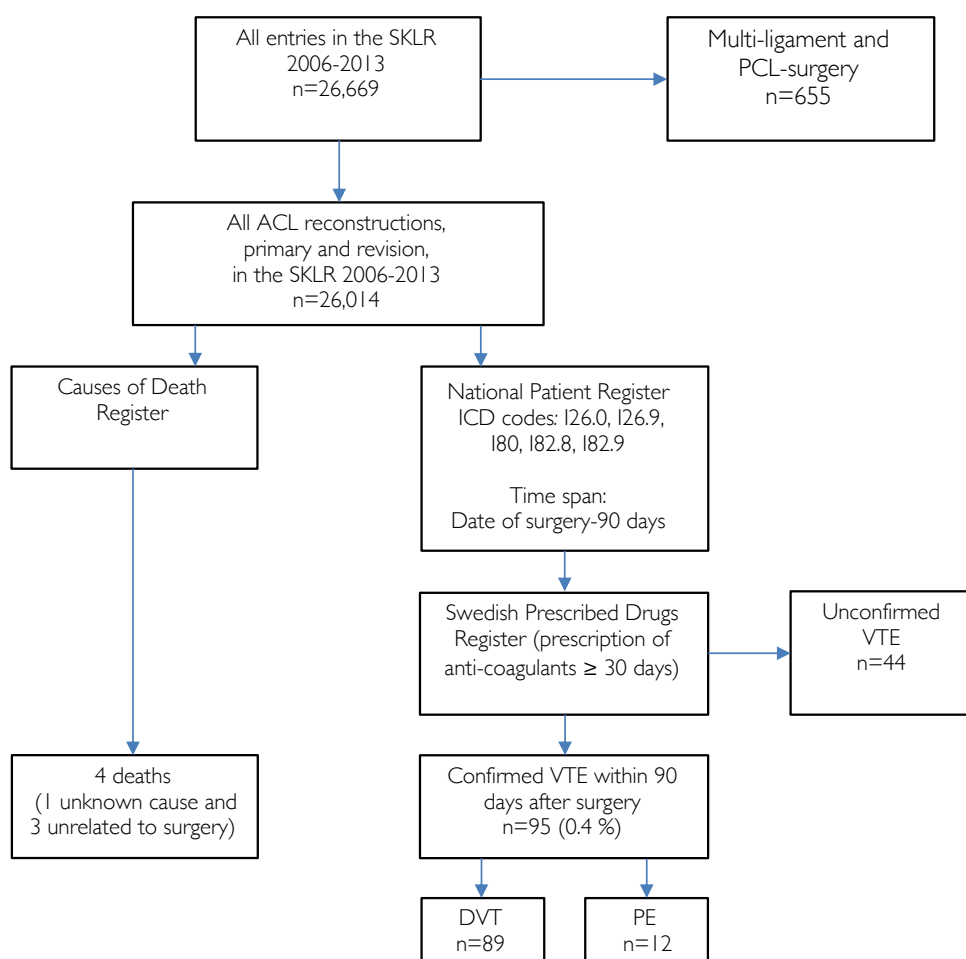 All entries in the SKLR
2006-2013
n=26,669
Multi-ligament and
PCL-surgery
n=655
All ACL reconstructions,
primary and revision,
in the SKLR 2006-2013
n=26,014
Causes of Death
Register
National Patient Register
ICD codes: I26.0, I26.9,
I80, I82.8, I82.9
Time span:
Date of surgery-90 days
Swedish Prescribed Drugs
Register (prescription of
anti-coagulants ≥ 30 days)
Unconfirmed
VTE
n=44
4 deaths
(1 unknown cause and
3 unrelated to surgery)
Confirmed VTE within 90
days after surgery
n=95 (0.4 %)
DVT
n=89
PE
n=12